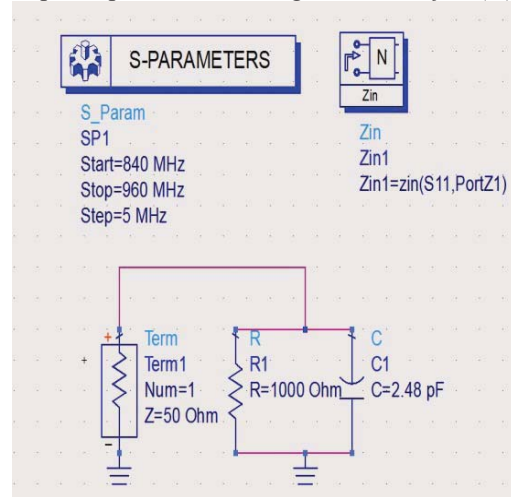 S-PARAMETERS
S_Param
SP1
Start=840 MHz
Stop=960 MHz
Step=5 MHz
N
Zin
Zin
Zin1
Zin1=zin(S11,PortZ1)
+
Term
Term1
Num=1
Z=50 Ohm
R
R1
R=1000 Ohm
C
C1
C=2.48 pF